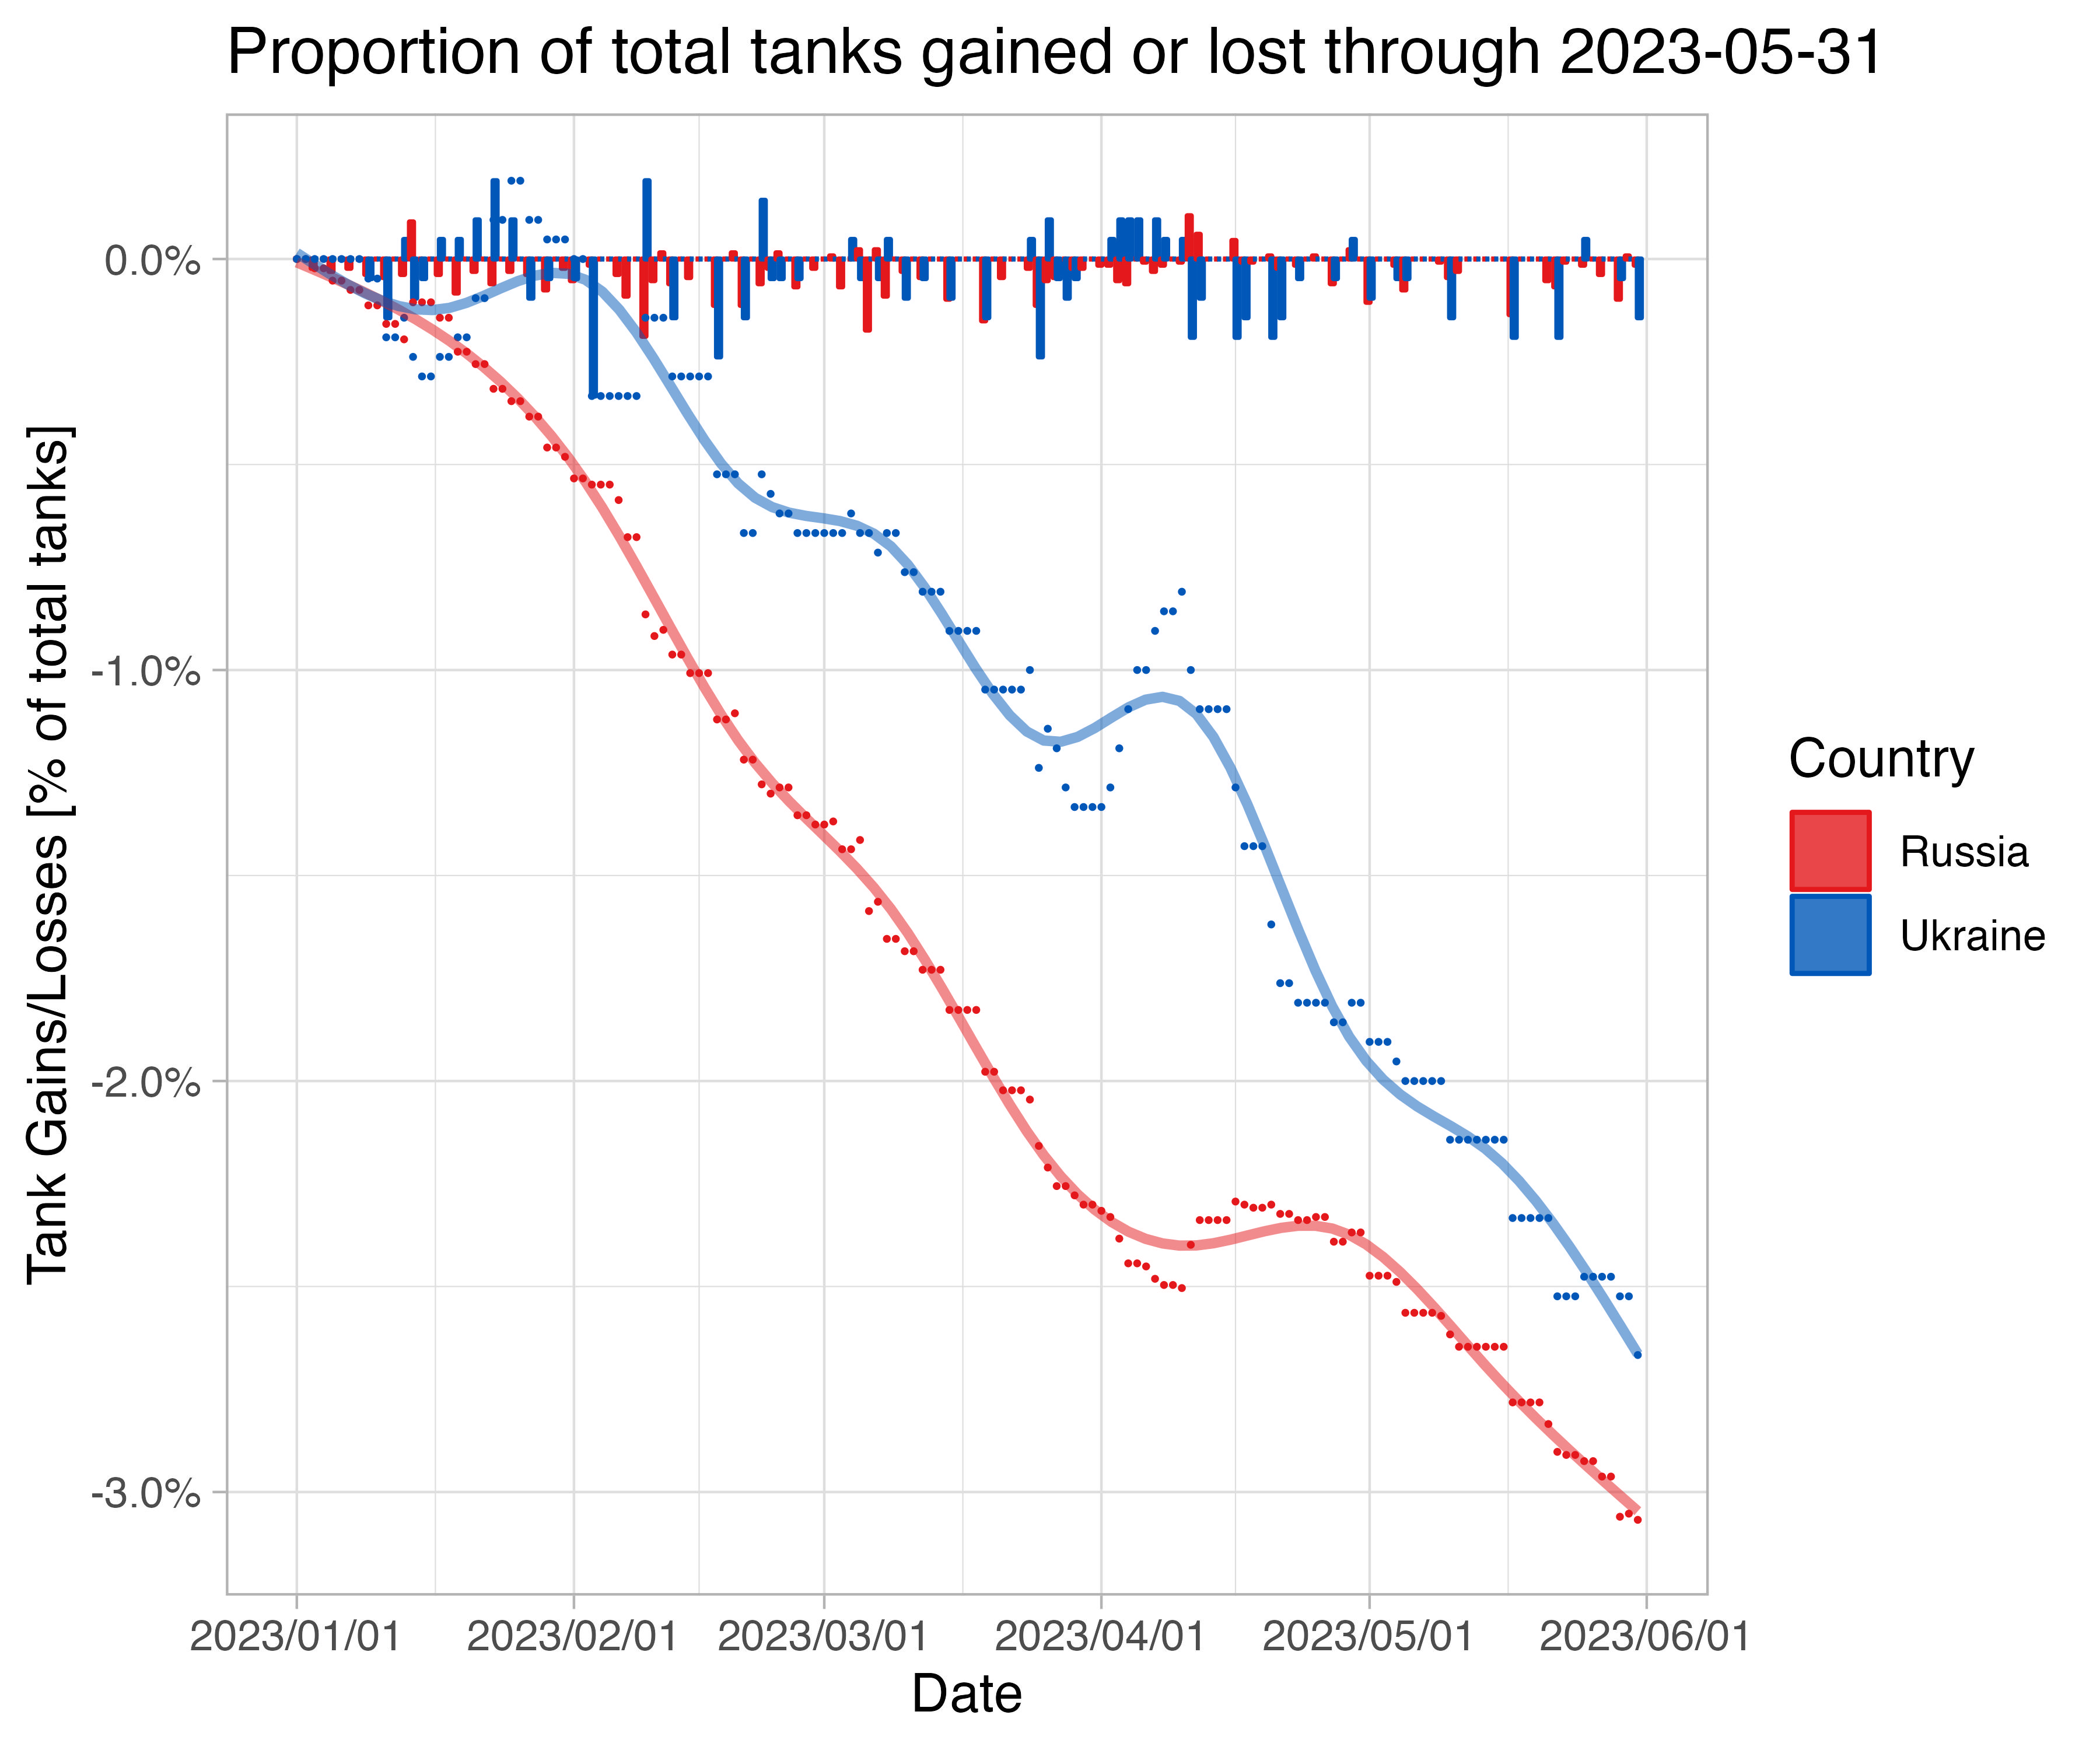 Proportion of total tanks gained or lost through 2023-05-31
Tank Gains/Losses [% of total tanks]
0.0%
-1.0%
-2.0%
-3.0%
2023/01/01
2023/02/01
2023/03/01
2023/04/01
2023/05/01
2023/06/01
Date
Country
Russia
Ukraine